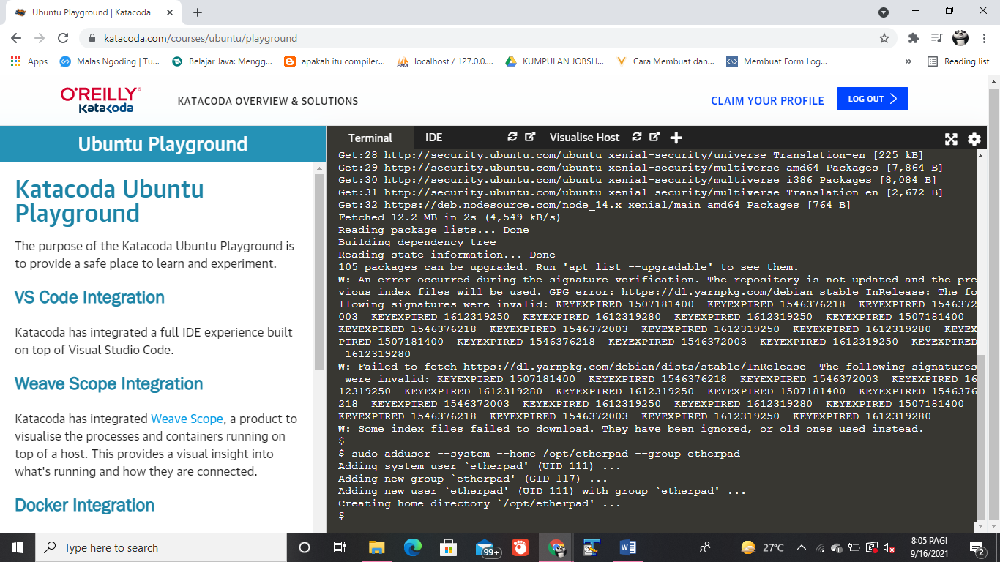 Ubuntu Playground | Katacoda
katacoda.com/courses/ubuntu/playground
Apps
Malas Ngoding | Tu...
Belajar Java: Mengg...
apakah itu compiler...
localhost / 127.0.0....
KUMPULAN JOBSH...
Cara Membuat dan...
Membuat Form Log...
»
Reading list
O'REILLY
Katacoda
KATACODA OVERVIEW & SOLUTIONS
CLAIM YOUR PROFILE
LOG OUT
Ubuntu Playground
Katacoda Ubuntu
Playground
The purpose of the Katacoda Ubuntu Playground is
to provide a safe place to learn and experiment.
VS Code Integration
Katacoda has integrated a full IDE experience built
on top of Visual Studio Code.
Weave Scope Integration
Katacoda has integrated Weave Scope, a product to
visualise the processes and containers running on
top of a host. This provides a visual insight into
what's running and how they are connected.
Docker Integration
Terminal
IDE
Visualise Host
Get:28 http://security.ubuntu.com/ubuntu xenial-security/universe Translation-en [225 kB]
Get:29 http://security.ubuntu.com/ubuntu xenial-security/multiverse amd64 Packages [7,864 B]
Get:30 http://security.ubuntu.com/ubuntu xenial-security/multiverse i386 Packages [8,084 B]
Get:31 http://security.ubuntu.com/ubuntu xenial-security/multiverse Translation-en [2,672 B]
Get:32 https://deb.nodesource.com/node_14.x xenial/main amd64 Packages [764 B]
Fetched 12.2 MB in 2s (4,549 kB/s)
Reading package lists... Done
Building dependency tree
Reading state information... Done
105 packages can be upgraded. Run 'apt list --upgradable' to see them.
W: An error occurred during the signature verification. The repository is not updated and the pre
vious index files will be used. GPG error: https://dl.yarnpkg.com/debian stable InRelease: The fo
llowing signatures were invalid: KEYEXPIRED 1507181400  KEYEXPIRED 1546376218  KEYEXPIRED 1546372
003  KEYEXPIRED 1612319250  KEYEXPIRED 1612319280  KEYEXPIRED 1612319250  KEYEXPIRED 1507181400
KEYEXPIRED 1546376218  KEYEXPIRED 1546372003  KEYEXPIRED 1612319250  KEYEXPIRED 1612319280  KEYEX
PIRED 1507181400  KEYEXPIRED 1546376218  KEYEXPIRED 1546372003  KEYEXPIRED 1612319250  KEYEXPIRED
1612319280
W: Failed to fetch https://dl.yarnpkg.com/debian/dists/stable/InRelease  The following signatures
were invalid: KEYEXPIRED 1507181400  KEYEXPIRED 1546376218  KEYEXPIRED 1546372003  KEYEXPIRED 16
12319250  KEYEXPIRED 1612319280  KEYEXPIRED 1612319250  KEYEXPIRED 1507181400  KEYEXPIRED 1546376
218  KEYEXPIRED 1546372003  KEYEXPIRED 1612319250  KEYEXPIRED 1612319280  KEYEXPIRED 1507181400
KEYEXPIRED 1546376218  KEYEXPIRED 1546372003  KEYEXPIRED 1612319250  KEYEXPIRED 1612319280
W: Some index files failed to download. They have been ignored, or old ones used instead.
$
$ sudo adduser --system --home=/opt/etherpad --group etherpad
Adding system user `etherpad' (UID 111) ...
Adding new group `etherpad' (GID 117) ...
Adding new user `etherpad' (UID 111) with group `etherpad' ...
Creating home directory `/opt/etherpad' ...
$
Type here to search
99+
27°C
8:05 PAGI
9/16/2021
2